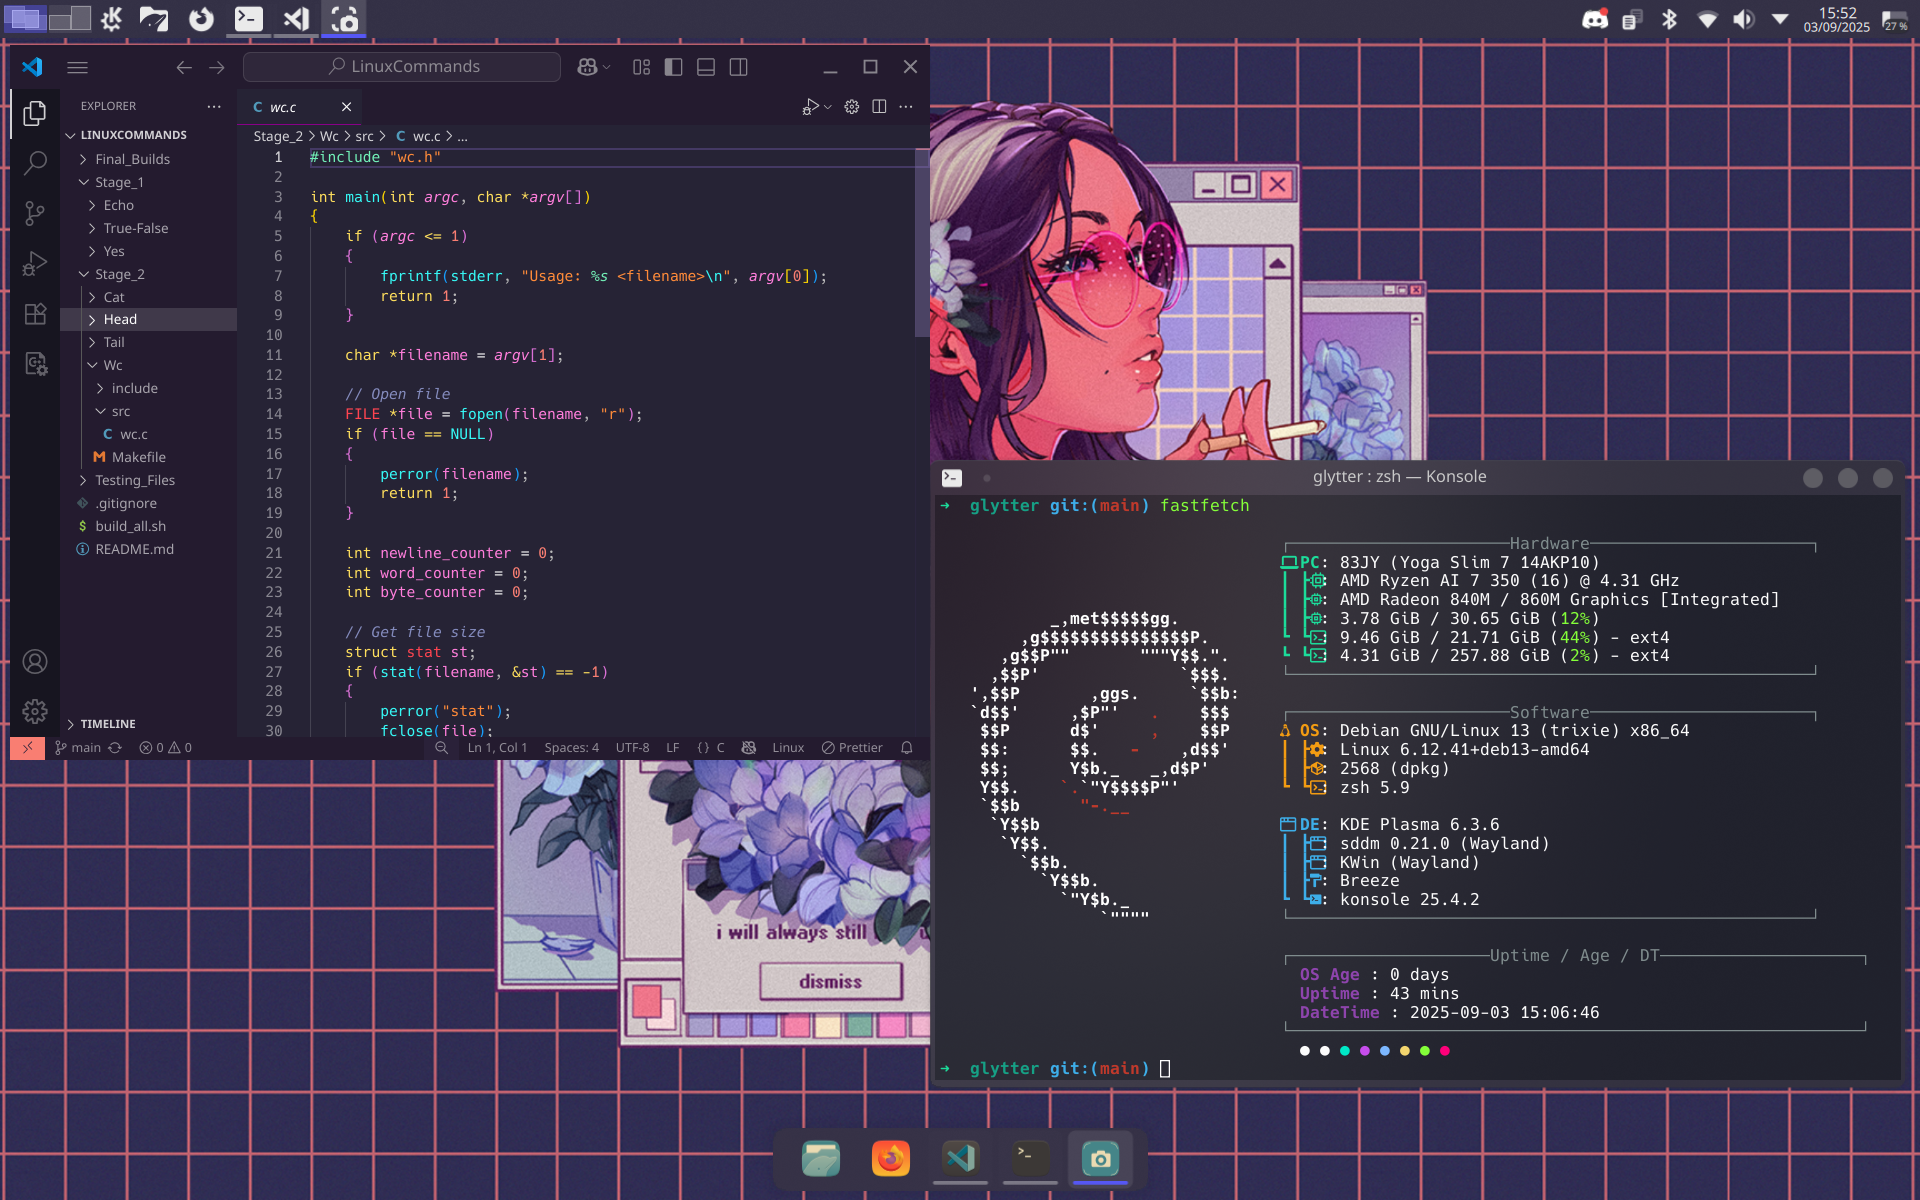 15:52
03/09/2025
27 %
LinuxCommands
EXPLORER
LINUXCOMMANDS
Final_Builds
Stage_1
Echo
True-False
Yes
Stage_2
Cat
Head
Tail
Wc
include
src
C wc.c
M Makefile
Testing_Files
.gitignore
$ build_all.sh
README.md
TIMELINE
C wc.c
Stage_2 > Wc > src > C wc.c > ...
1 #include "wc.h"
2
3 int main(int argc, char *argv[])
4 {
5 if (argc <= 1)
6 {
7 fprintf(stderr, "Usage: %s <filename>\n", argv[0]);
8 return 1;
9 }
10
11 char *filename = argv[1];
12
13 // Open file
14 FILE *file = fopen(filename, "r");
15 if (file == NULL)
16 {
17 perror(filename);
18 return 1;
19 }
20
21 int newline_counter = 0;
22 int word_counter = 0;
23 int byte_counter = 0;
24
25 // Get file size
26 struct stat st;
27 if (stat(filename, &st) == -1)
28 {
29 perror("stat");
30 fclose(file);
main 0 0 Ln 1, Col 1 Spaces: 4 UTF-8 LF {} C Linux Prettier
glytter : zsh — Konsole
➜ glytter git:(main) fastfetch
_,met$$$$$gg.
,g$$$$$$$$$$$$$$$P.
,g$$P"" """Y$$.".
,$$P' `$$$.
',$$P ,ggs. `$$b:
`d$$' ,$P"' . $$$
$$P d$' , $$P
$$: $$. - ,d$$'
$$; Y$b._ _,d$P'
Y$$. `.`"Y$$$$P"'
`$$b "-.__
`Y$$b
`Y$$.
`$$b.
`Y$$b.
`"Y$b._
`""""
Hardware
PC: 83JY (Yoga Slim 7 14AKP10)
: AMD Ryzen AI 7 350 (16) @ 4.31 GHz
: AMD Radeon 840M / 860M Graphics [Integrated]
: 3.78 GiB / 30.65 GiB (12%)
: 9.46 GiB / 21.71 GiB (44%) - ext4
: 4.31 GiB / 257.88 GiB (2%) - ext4
Software
OS: Debian GNU/Linux 13 (trixie) x86_64
: Linux 6.12.41+deb13-amd64
: 2568 (dpkg)
: zsh 5.9
DE: KDE Plasma 6.3.6
: sddm 0.21.0 (Wayland)
: KWin (Wayland)
: Breeze
: konsole 25.4.2
Uptime / Age / DT
OS Age : 0 days
Uptime : 43 mins
DateTime : 2025-09-03 15:06:46
➜ glytter git:(main)
i will always still
dismiss